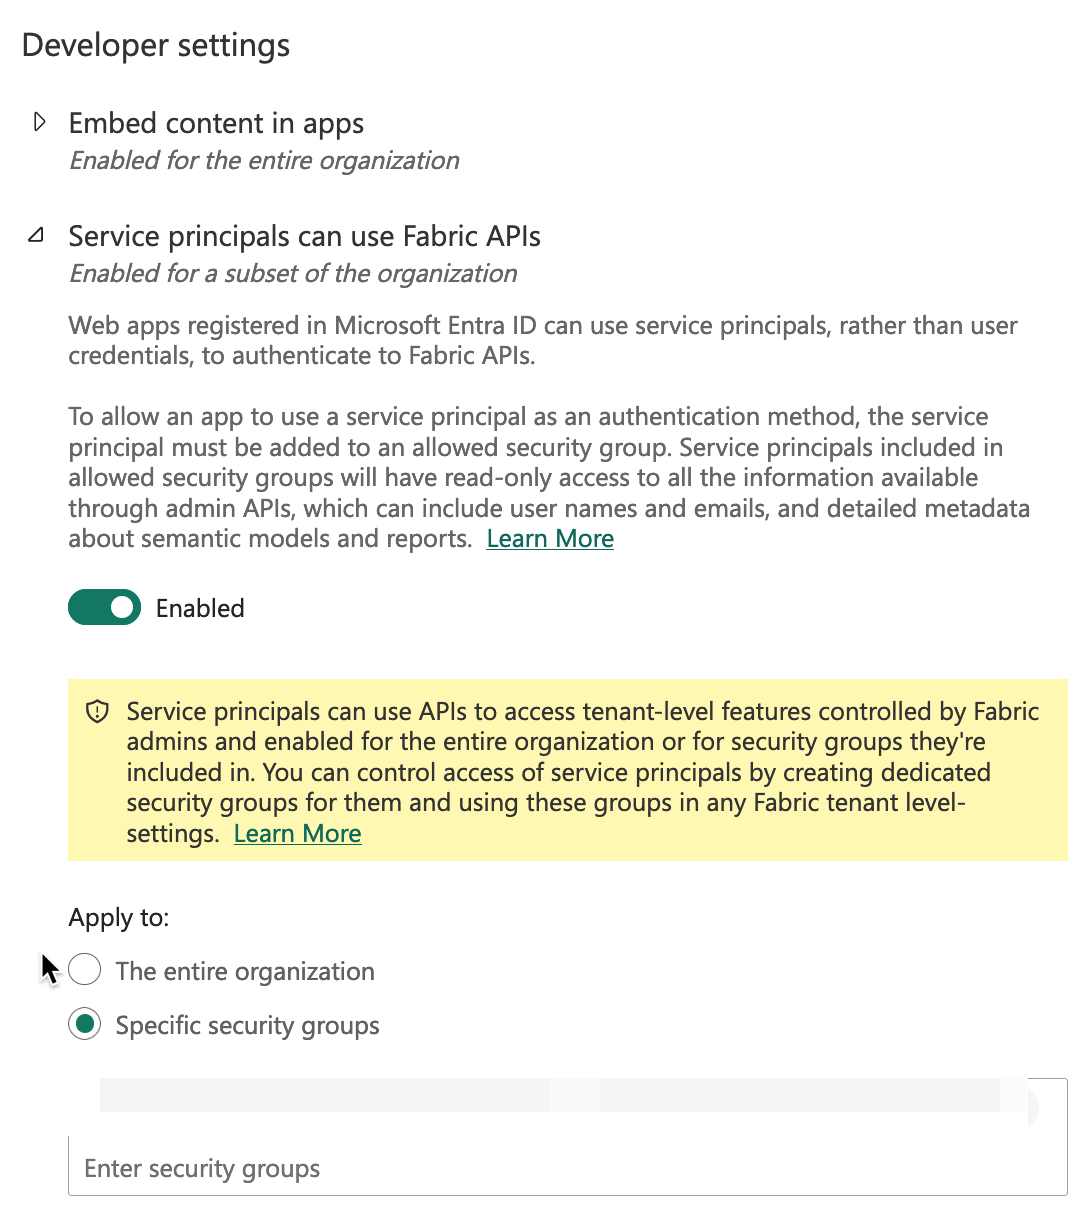 Developer settings
Embed content in apps
Enabled for the entire organization
Service principals can use Fabric APIs
Enabled for a subset of the organization
Web apps registered in Microsoft Entra ID can use service principals, rather than user
credentials, to authenticate to Fabric APIs.
To allow an app to use a service principal as an authentication method, the service
principal must be added to an allowed security group. Service principals included in
allowed security groups will have read-only access to all the information available
through admin APIs, which can include user names and emails, and detailed metadata
about semantic models and reports. Learn More
Enabled
Service principals can use APIs to access tenant-level features controlled by Fabric
admins and enabled for the entire organization or for security groups they're
included in. You can control access of service principals by creating dedicated
security groups for them and using these groups in any Fabric tenant level-
settings. Learn More
Apply to:
The entire organization
Specific security groups
Enter security groups